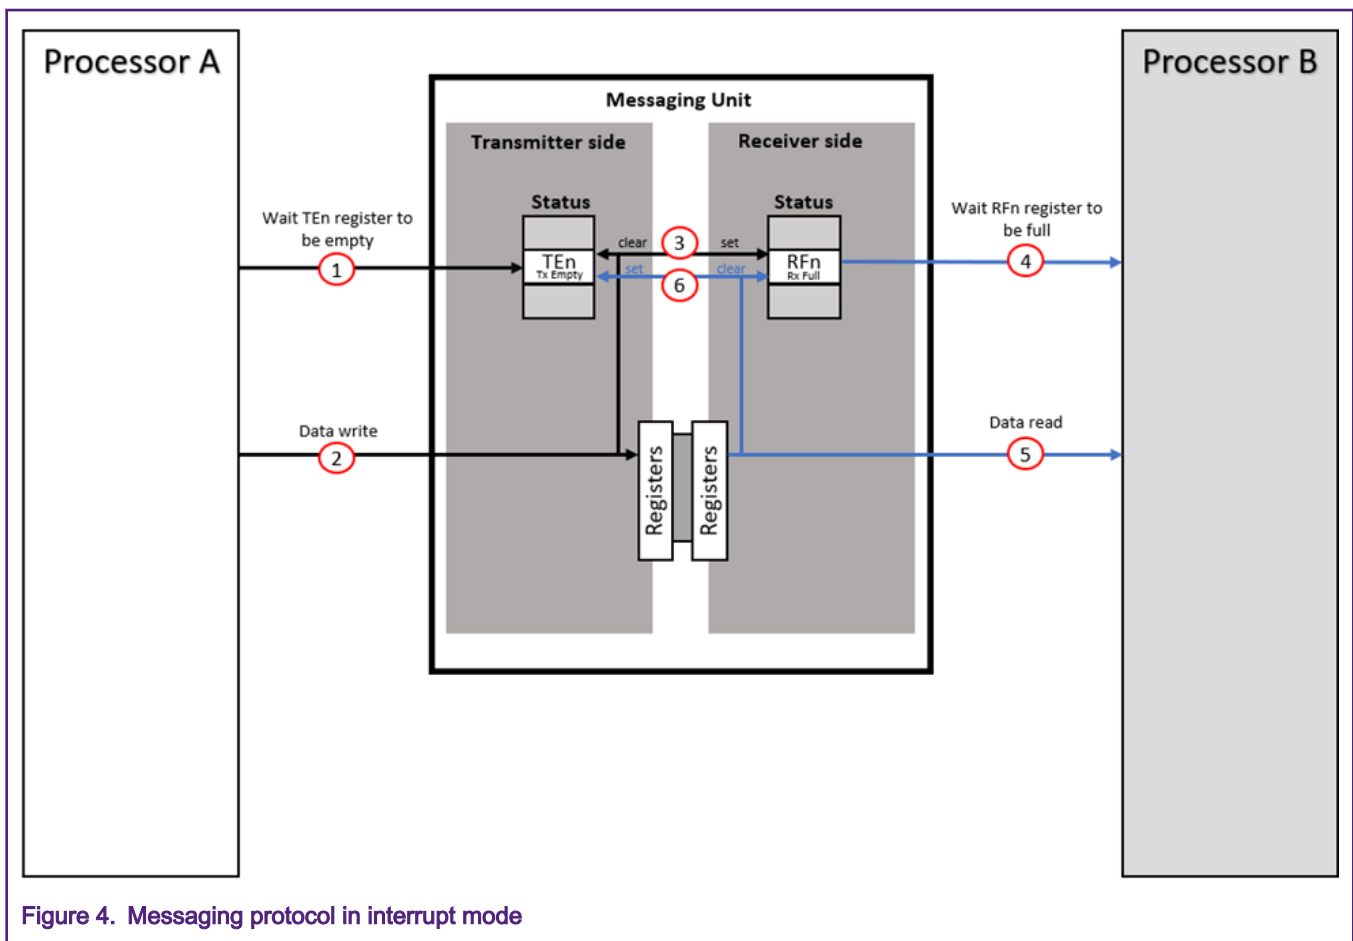 Processor A
Processor B
Messaging Unit
Transmitter side
Receiver side
Status
Status
Wait TEn register to
be empty
1
Wait RFn register to
be full
4
clear
3
set
TEn
Tx Empty
set
6
clear
RFn
Rx Full
Data write
2
Data read
5
Registers
Registers
Figure 4. Messaging protocol in interrupt mode